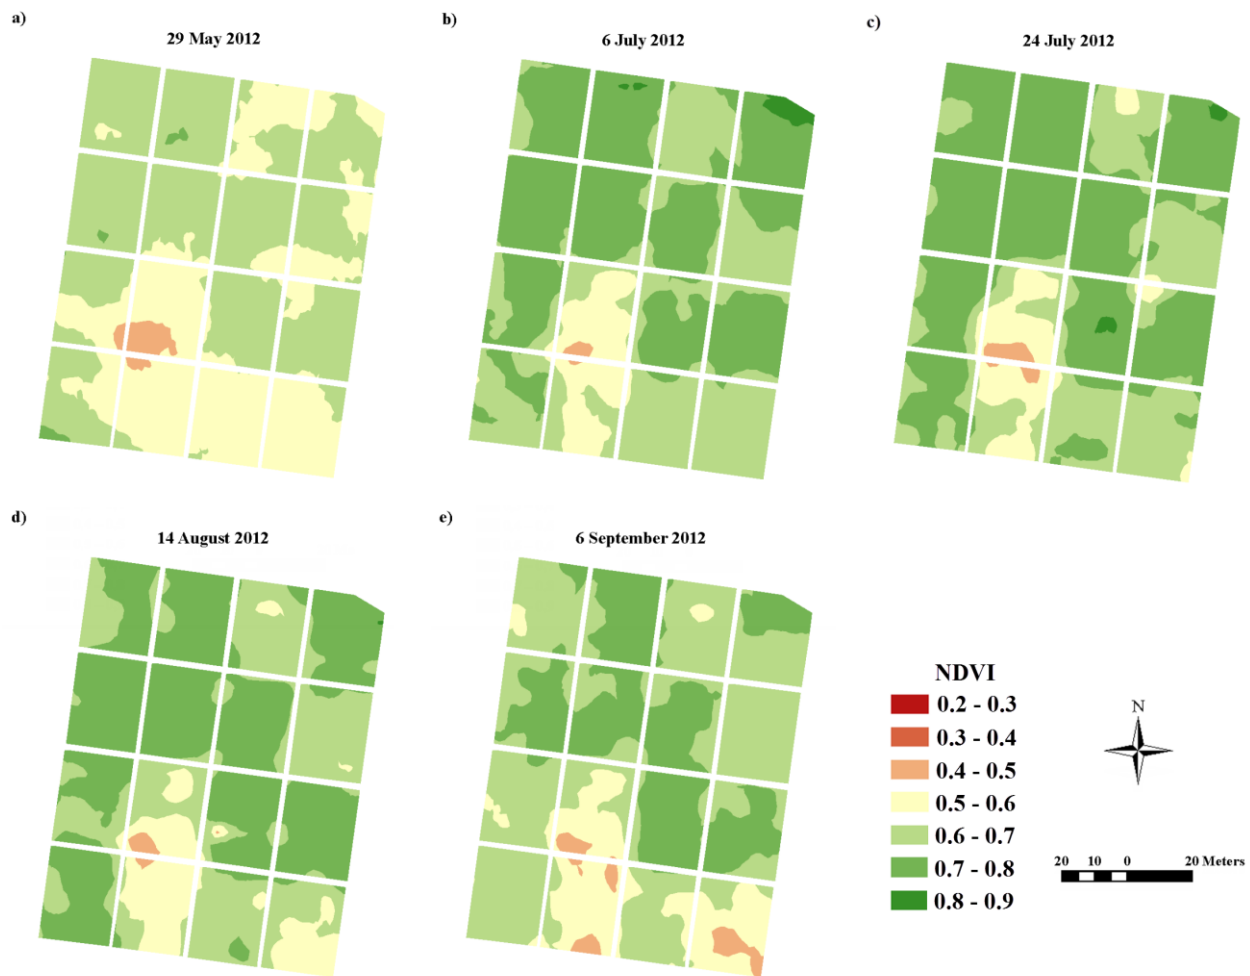 a)
29 May 2012
b)
6 July 2012
c)
24 July 2012
d)
14 August 2012
e)
6 September 2012
NDVI
0.2 - 0.3
0.3 - 0.4
0.4 - 0.5
0.5 - 0.6
0.6 - 0.7
0.7 - 0.8
0.8 - 0.9
N
20 10 0 20 Meters